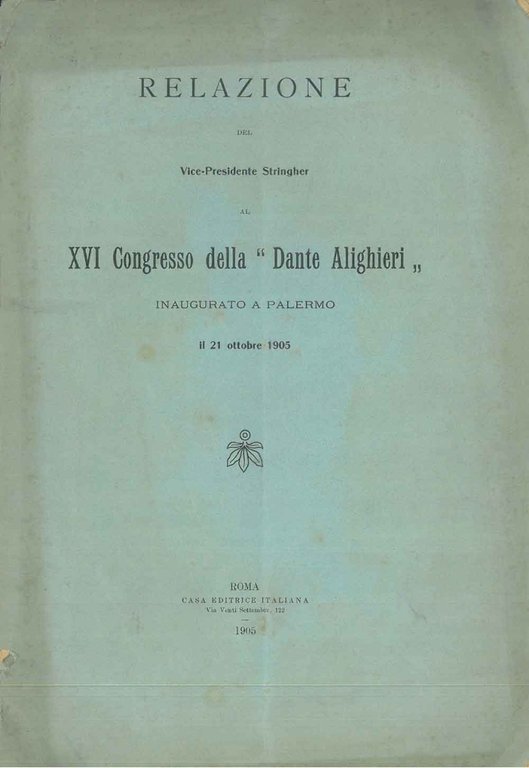 RELAZIONE
DEL
Vice-Presidente Stringher
AL
XVI Congresso della “ Dante Alighieri „
INAUGURATO A PALERMO
il 21 ottobre 1905
ROMA
CASA EDITRICE ITALIANA
Via Venti Settembre, 122
1905